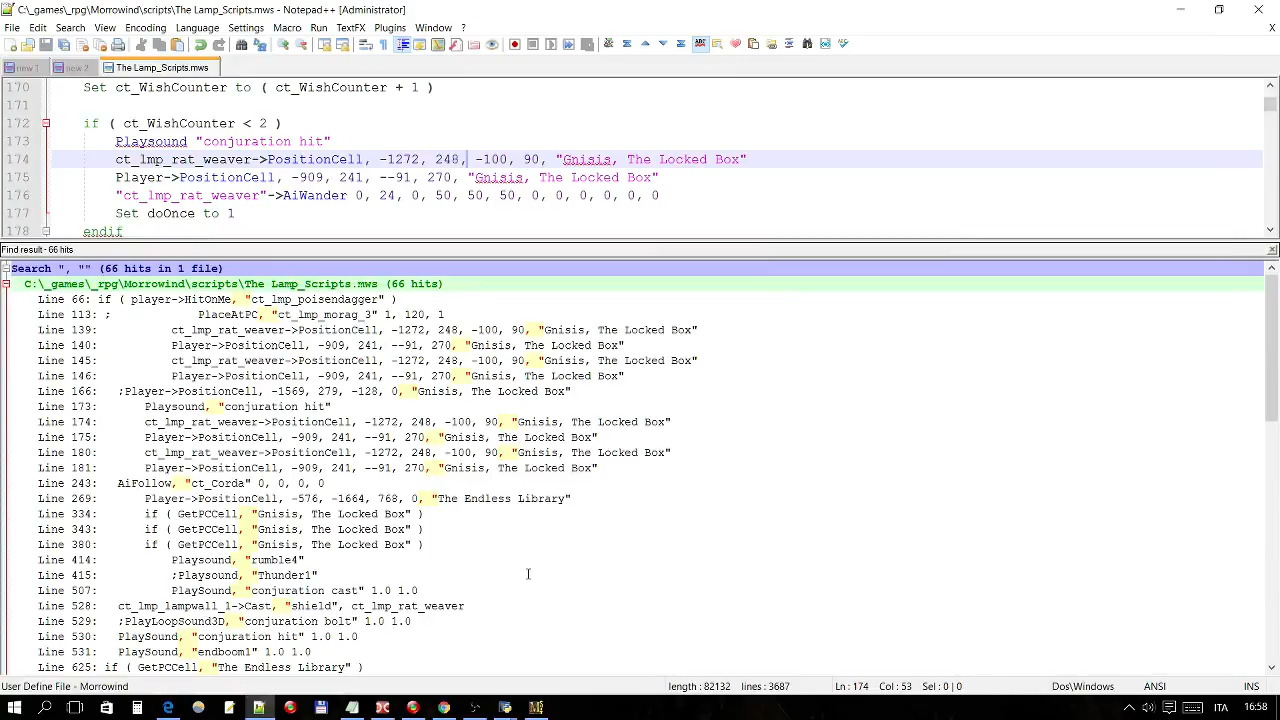 C:\_games\_rpg\Morrowind\scripts\The Lamp_Scripts.mws - Notepad++ [Administrator]
File Edit Search View Encoding Language Settings Macro Run TextFX Plugins Window ? X
new 1 new 2 The Lamp_Scripts.mws
170 Set ct_WishCounter to ( ct_WishCounter + 1 )
171
172 if ( ct_WishCounter < 2 )
173 Playsound "conjuration hit"
174 ct_lmp_rat_weaver->PositionCell, -1272, 248, -100, 90, "Gnisis, The Locked Box"
175 Player->PositionCell, -909, 241, --91, 270, "Gnisis, The Locked Box"
176 "ct_lmp_rat_weaver"->AiWander 0, 24, 0, 50, 50, 50, 0, 0, 0, 0, 0, 0
177 Set doOnce to 1
178 endif
Find result - 66 hits
Search ", "" (66 hits in 1 file)
C:\_games\_rpg\Morrowind\scripts\The Lamp_Scripts.mws (66 hits)
Line 66: if ( player->HitOnMe, "ct_lmp_poisendagger" )
Line 113: ; PlaceAtPC, "ct_lmp_morag_3" 1, 120, 1
Line 139: ct_lmp_rat_weaver->PositionCell, -1272, 248, -100, 90, "Gnisis, The Locked Box"
Line 140: Player->PositionCell, -909, 241, --91, 270, "Gnisis, The Locked Box"
Line 145: ct_lmp_rat_weaver->PositionCell, -1272, 248, -100, 90, "Gnisis, The Locked Box"
Line 146: Player->PositionCell, -909, 241, --91, 270, "Gnisis, The Locked Box"
Line 166: ;Player->PositionCell, -1569, 279, -128, 0, "Gnisis, The Locked Box"
Line 173: Playsound, "conjuration hit"
Line 174: ct_lmp_rat_weaver->PositionCell, -1272, 248, -100, 90, "Gnisis, The Locked Box"
Line 175: Player->PositionCell, -909, 241, --91, 270, "Gnisis, The Locked Box"
Line 180: ct_lmp_rat_weaver->PositionCell, -1272, 248, -100, 90, "Gnisis, The Locked Box"
Line 181: Player->PositionCell, -909, 241, --91, 270, "Gnisis, The Locked Box"
Line 243: AiFollow, "ct_Corda" 0, 0, 0, 0
Line 269: Player->PositionCell, -576, -1664, 768, 0, "The Endless Library"
Line 334: if ( GetPCCell, "Gnisis, The Locked Box" )
Line 343: if ( GetPCCell, "Gnisis, The Locked Box" )
Line 380: if ( GetPCCell, "Gnisis, The Locked Box" )
Line 414: Playsound, "rumble4"
Line 415: ;Playsound, "Thunder1"
Line 507: PlaySound, "conjuration cast" 1.0 1.0
Line 528: ct_lmp_lampwall_1->Cast, "shield", ct_lmp_rat_weaver
Line 529: ;PlayLoopSound3D, "conjuration bolt" 1.0 1.0
Line 530: PlaySound, "conjuration hit" 1.0 1.0
Line 531: PlaySound, "endboom1" 1.0 1.0
Line 625: if ( GetPCCell, "The Endless Library" )
User Define File - Morrowind length : 82132 lines : 3687 Ln : 174 Col : 53 Sel : 0 | 0 Dos\Windows ANSI INS
ITA 16:58